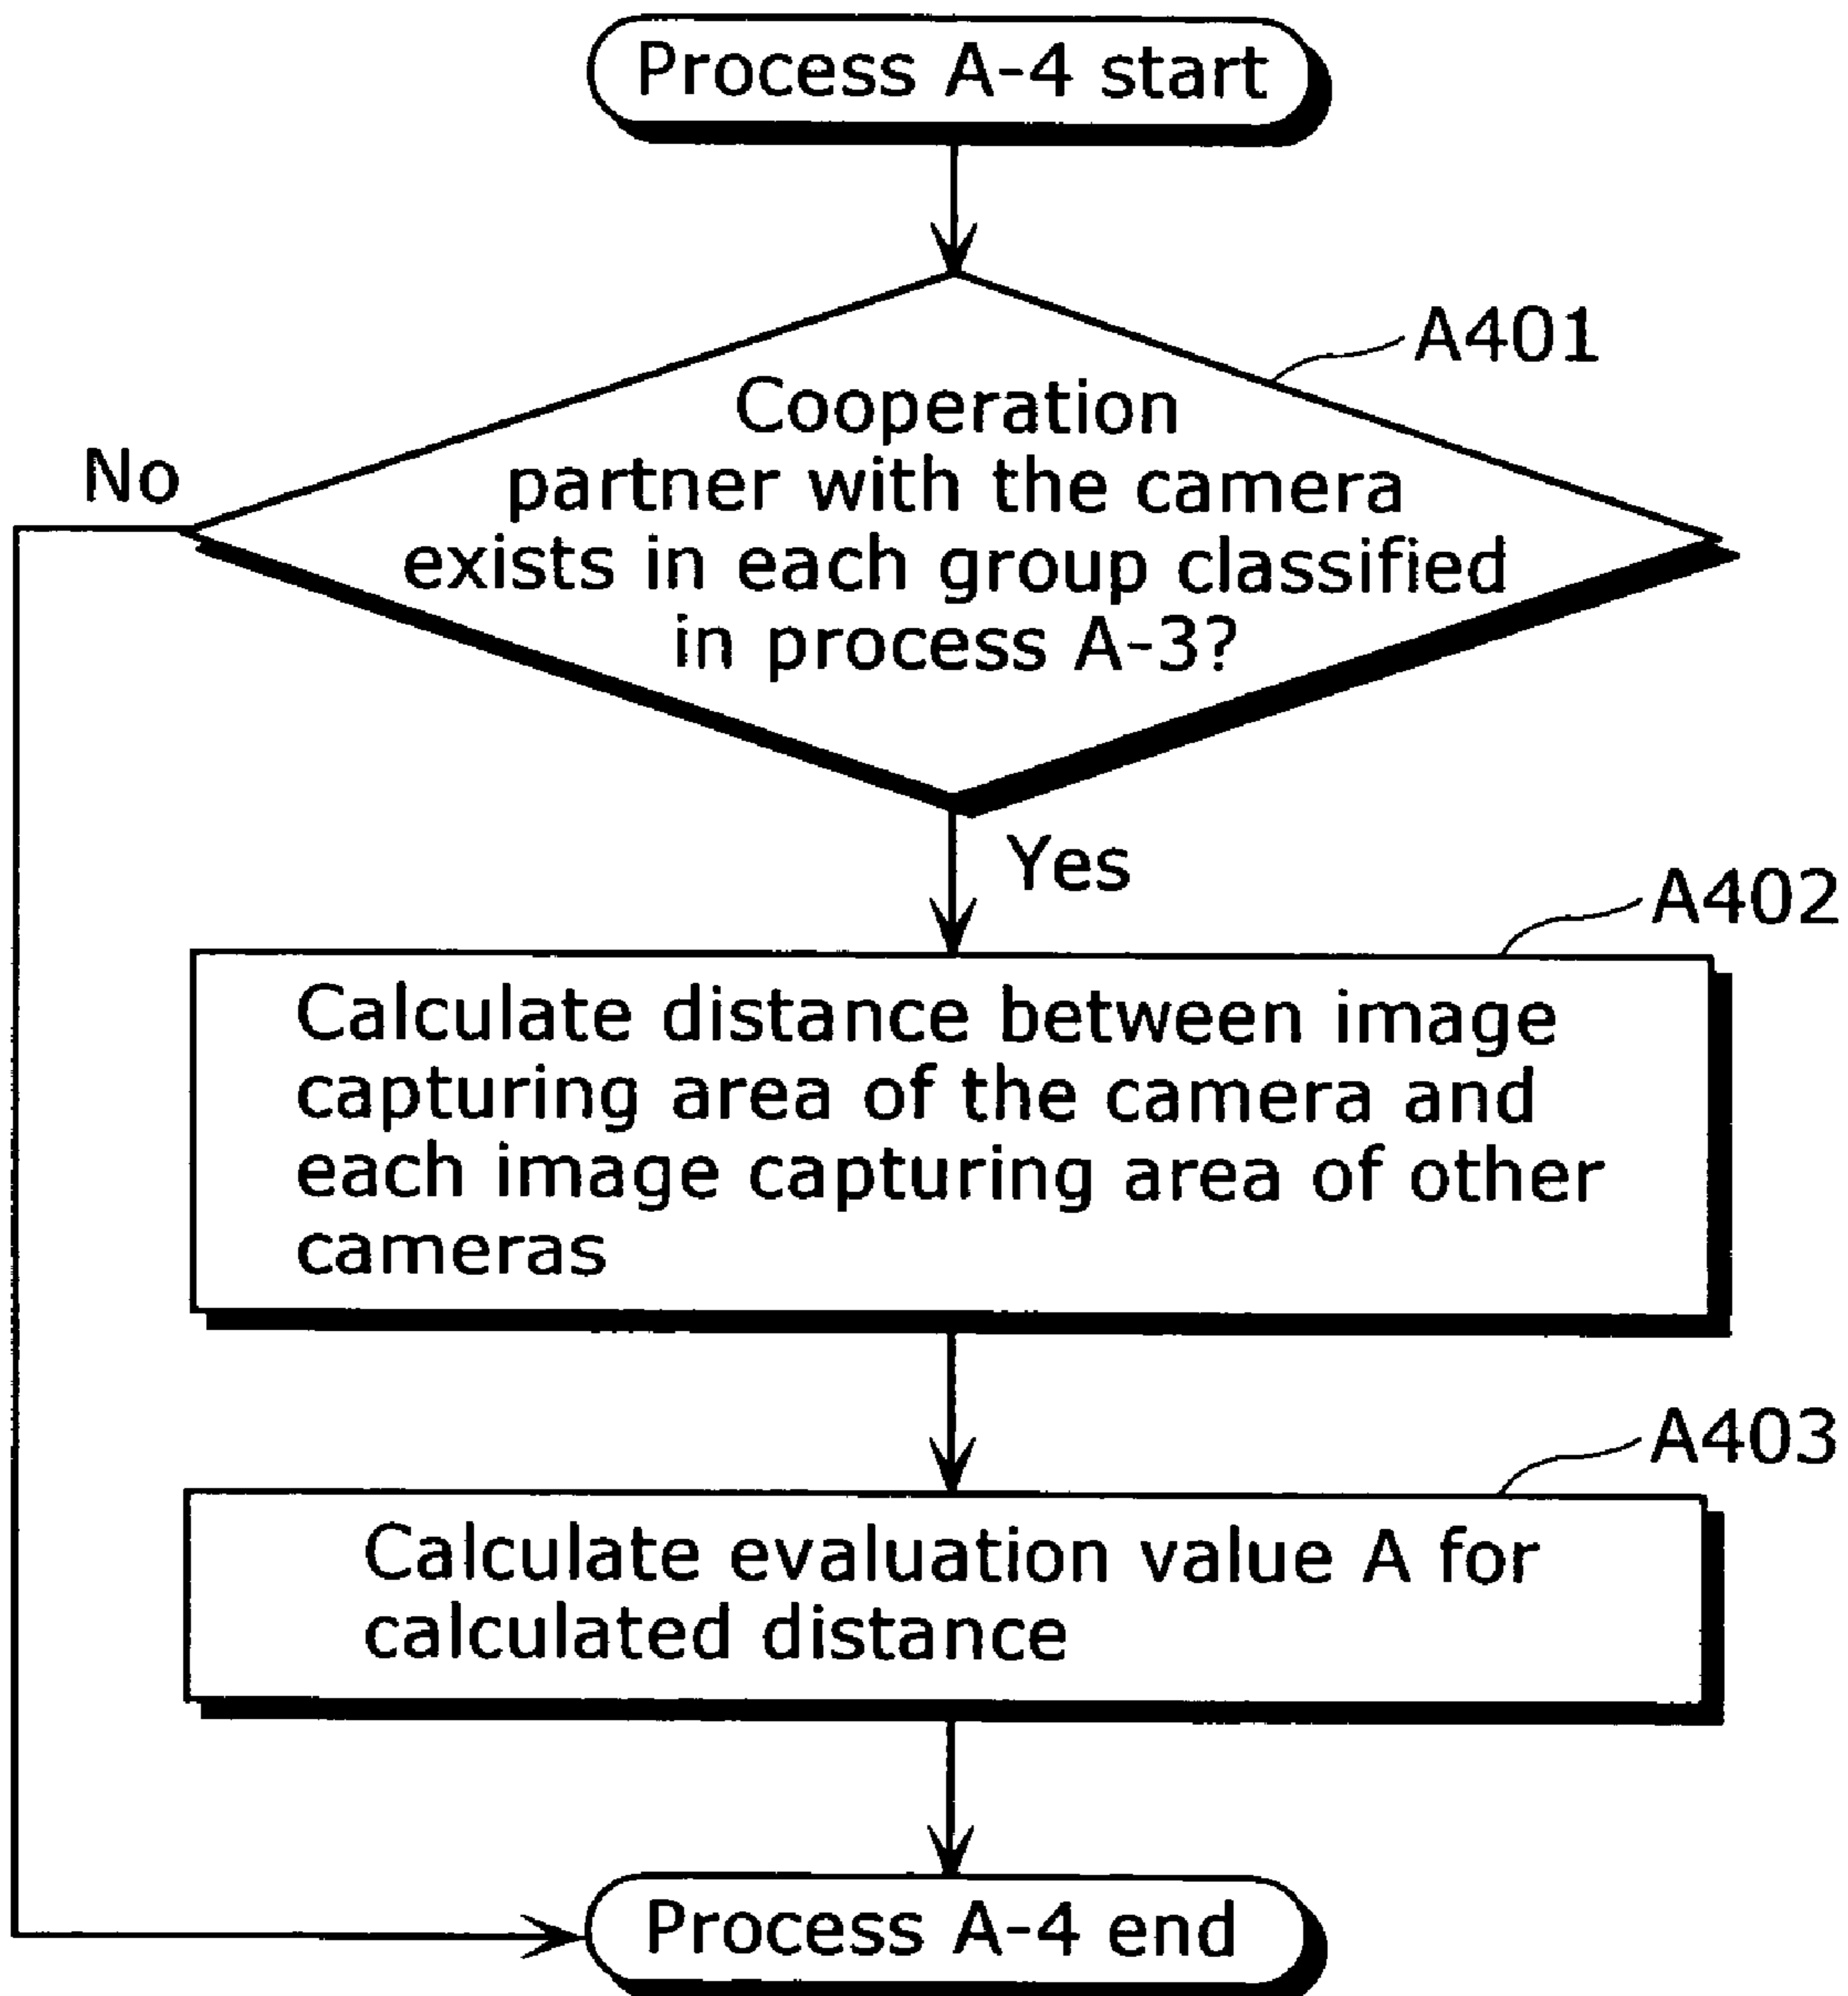 Process A-4 start
A401
Cooperation
partner with the camera
exists in each group classified
in process A-3?
No
Yes
A402
Calculate distance between image
capturing area of the camera and
each image capturing area of other
cameras
A403
Calculate evaluation value A for
calculated distance
Process A-4 end